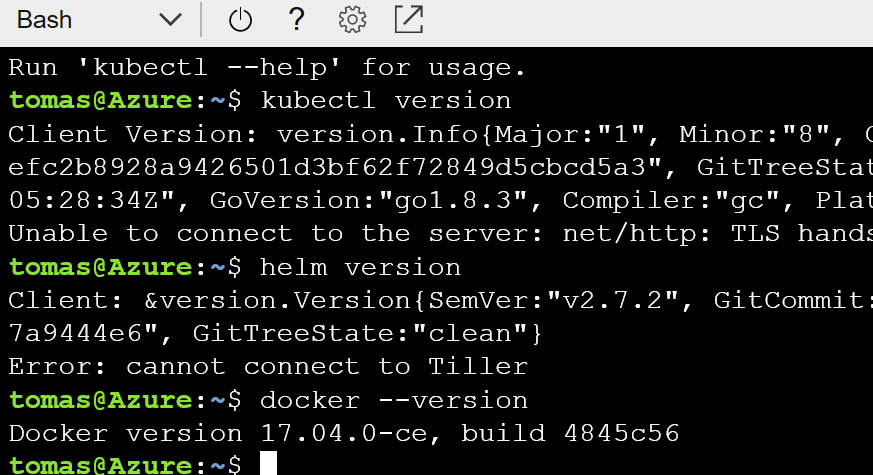 Bash
Run 'kubectl --help' for usage.
tomas@Azure:~$ kubectl version
Client Version: version.Info{Major:"1", Minor:"8",
efc2b8928a9426501d3bf62f72849d5cbcd5a3", GitTreeStat
05:28:34Z", GoVersion:"go1.8.3", Compiler:"gc", Plat
Unable to connect to the server: net/http: TLS hands
tomas@Azure:~$ helm version
Client: &version.Version{SemVer:"v2.7.2", GitCommit:
7a9444e6", GitTreeState:"clean"}
Error: cannot connect to Tiller
tomas@Azure:~$ docker --version
Docker version 17.04.0-ce, build 4845c56
tomas@Azure:~$